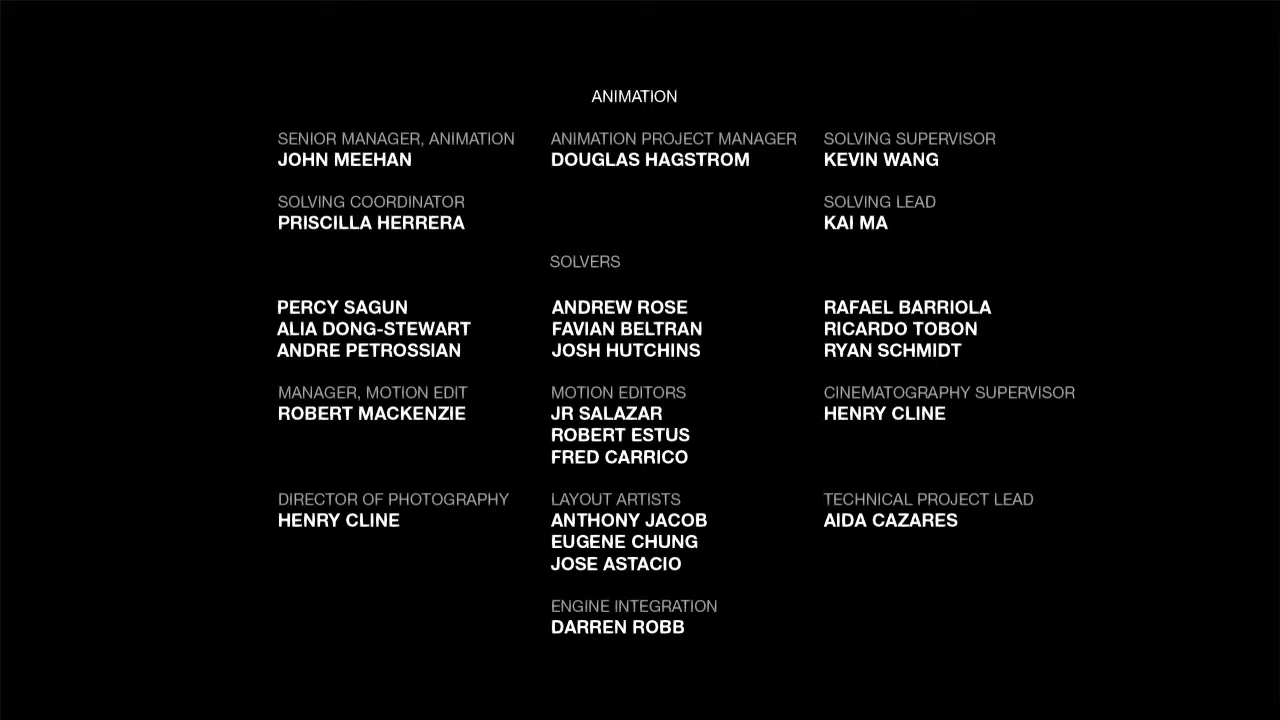 ANIMATION
SENIOR MANAGER, ANIMATION
JOHN MEEHAN
ANIMATION PROJECT MANAGER
DOUGLAS HAGSTROM
SOLVING SUPERVISOR
KEVIN WANG
SOLVING COORDINATOR
PRISCILLA HERRERA
SOLVING LEAD
KAI MA
SOLVERS
PERCY SAGUN
ALIA DONG-STEWART
ANDRE PETROSSIAN
ANDREW ROSE
FAVIAN BELTRAN
JOSH HUTCHINS
RAFAEL BARRIOLA
RICARDO TOBON
RYAN SCHMIDT
MANAGER, MOTION EDIT
ROBERT MACKENZIE
MOTION EDITORS
JR SALAZAR
ROBERT ESTUS
FRED CARRICO
CINEMATOGRAPHY SUPERVISOR
HENRY CLINE
DIRECTOR OF PHOTOGRAPHY
HENRY CLINE
LAYOUT ARTISTS
ANTHONY JACOB
EUGENE CHUNG
JOSE ASTACIO
TECHNICAL PROJECT LEAD
AIDA CAZARES
ENGINE INTEGRATION
DARREN ROBB